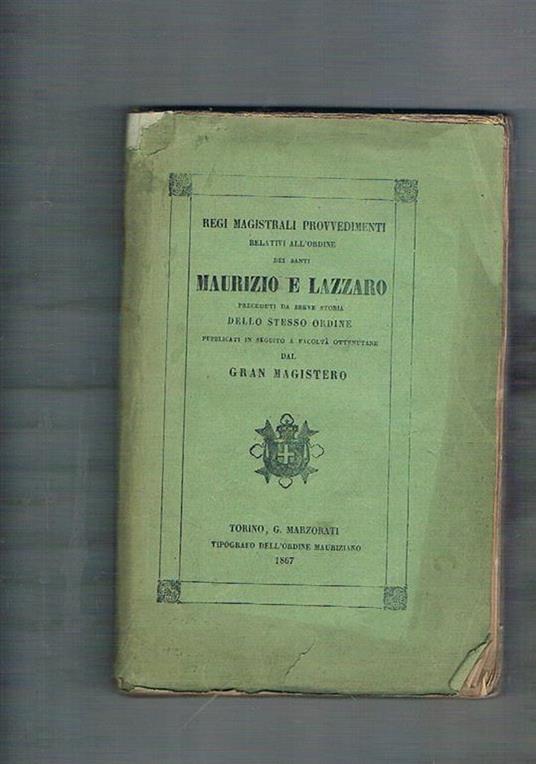 REGI MAGISTRALI PROVVEDIMENTI
RELATIVI ALL'ORDINE
DEI SANTI
MAURIZIO E LAZZARO
PRECEDUTI DA BREVE STORIA
DELLO STESSO ORDINE
PUBBLICATI IN SEGUITO A FACOLTÀ OTTENUTANE
DAL
GRAN MAGISTERO
TORINO, G. MARZORATI
TIPOGRAFO DELL'ORDINE MAURIZIANO
1867